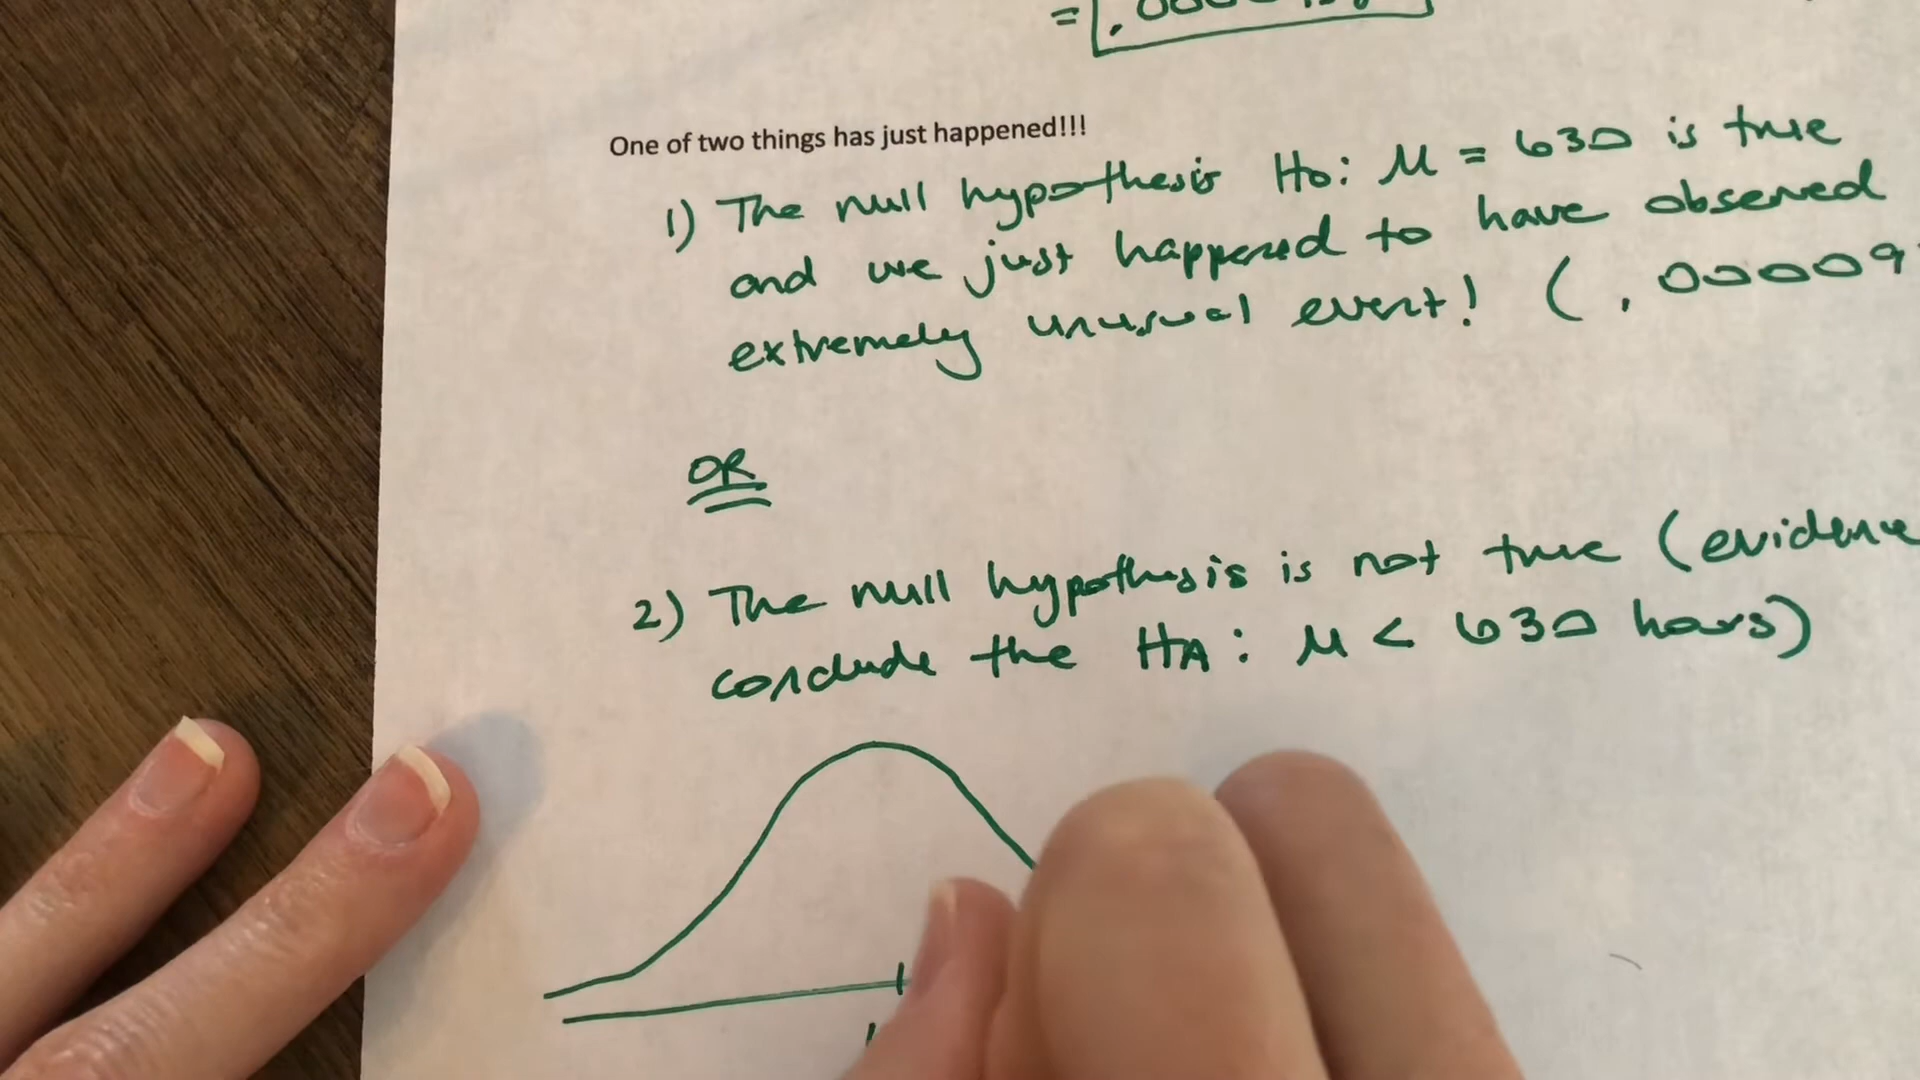 =
One of two things has just happened!!!
1) The null hypothesis Ho: μ = 630 is true
and we just happened to have observed
extremely unusual event! (.00009
OR
2) The null hypothesis is not true (evidence
conclude the HA: μ < 630 hours)